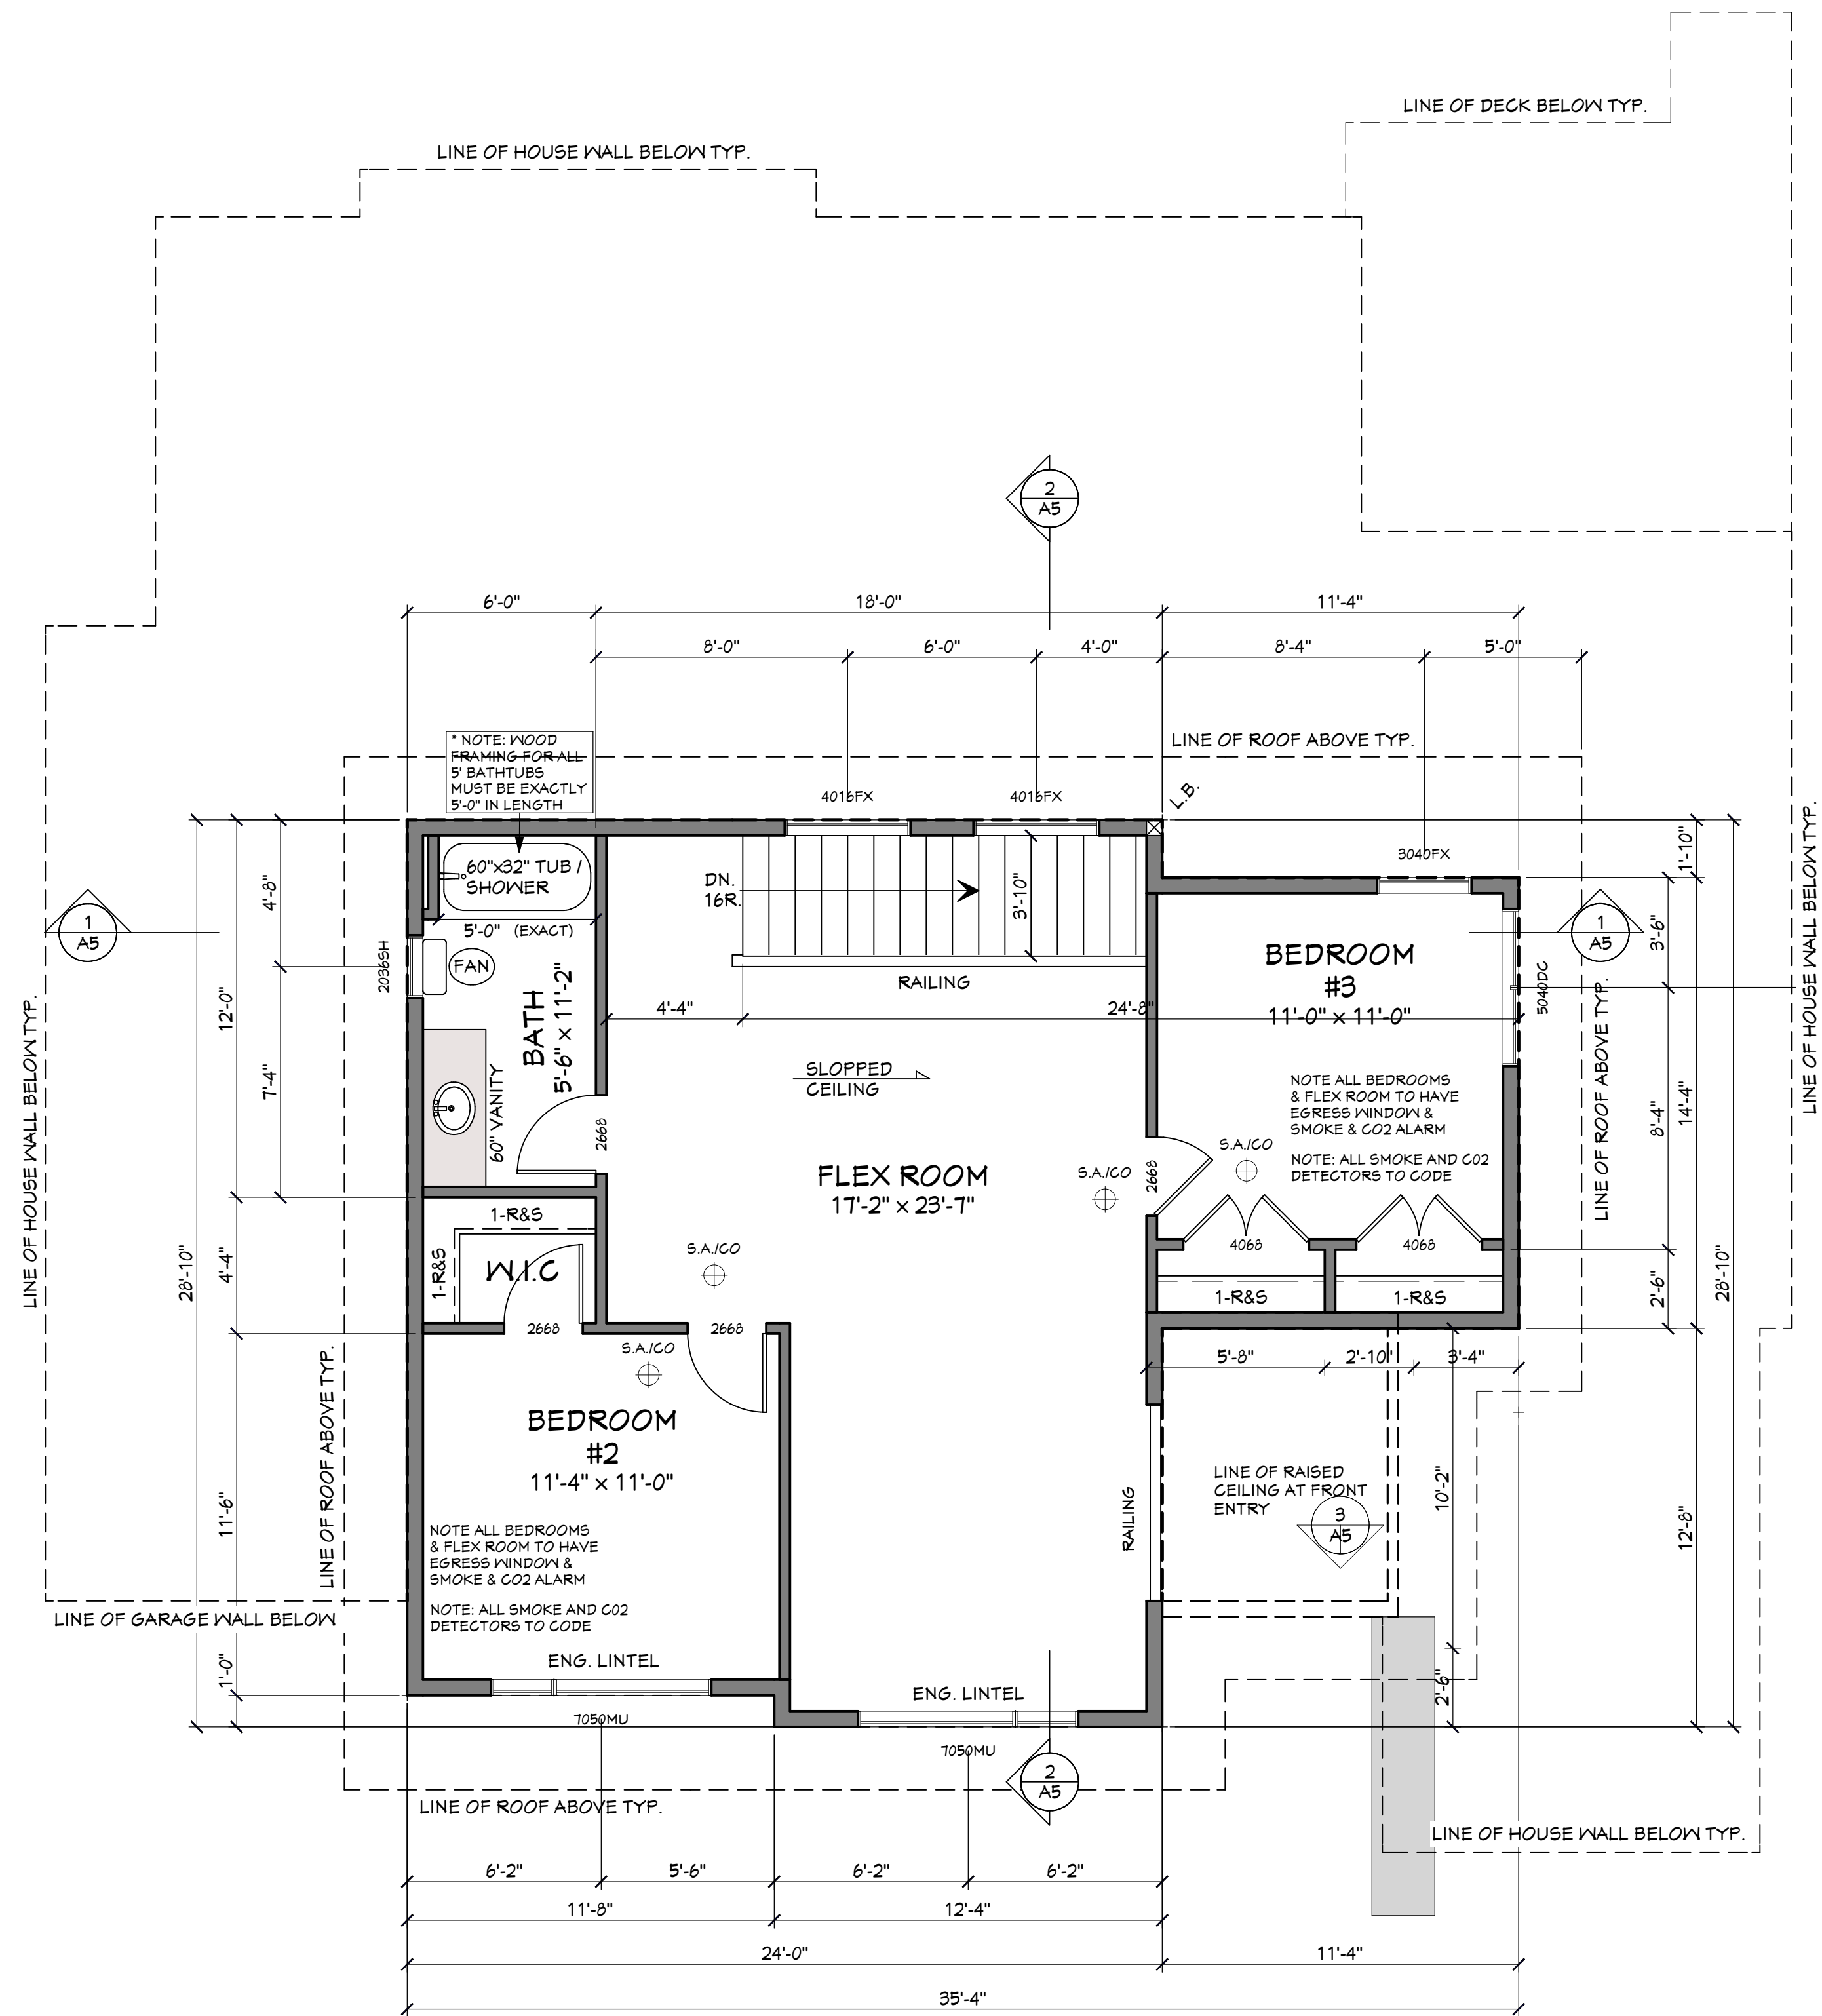 LINE OF DECK BELOW TYP.
LINE OF HOUSE WALL BELOW TYP.
2
A5
6'-0"
18'-0"
11'-4"
8'-0"
6'-0"
4'-0"
8'-4"
5'-0"
* NOTE: WOOD
FRAMING FOR ALL
5' BATHTUBS
MUST BE EXACTLY
5'-0" IN LENGTH
LINE OF ROOF ABOVE TYP.
4016FX
4016FX
L.B.
3040FX
1'-10"
60"x32" TUB /
SHOWER
DN.
16R.
3'-10"
4'-8"
1
A5
5'-0" (EXACT)
FAN
2036SH
RAILING
BEDROOM
#3
11'-0" x 11'-0"
1
A5
3'-6"
5040DC
LINE OF HOUSE WALL BELOW TYP.
LINE OF HOUSE WALL BELOW TYP.
LINE OF ROOF ABOVE TYP.
12'-0"
BATH
5'-6" x 11'-2"
4'-4"
24'-8"
7'-4"
60" VANITY
SLOPPED
CEILING
NOTE ALL BEDROOMS
& FLEX ROOM TO HAVE
EGRESS WINDOW &
SMOKE & CO2 ALARM
NOTE: ALL SMOKE AND C02
DETECTORS TO CODE
8'-4"
14'-4"
2668
S.A./CO
S.A./CO
2668
FLEX ROOM
17'-2" x 23'-7"
1-R&S
1-R&S
W.I.C
S.A./CO
4068
4068
28'-10"
4'-4"
1-R&S
1-R&S
2'-6"
28'-10"
2668
2668
S.A./CO
5'-8"
2'-10"
3'-4"
LINE OF ROOF ABOVE TYP.
BEDROOM
#2
11'-4" x 11'-0"
11'-6"
LINE OF RAISED
CEILING AT FRONT
ENTRY
3
A5
10'-2"
12'-8"
RAILING
NOTE ALL BEDROOMS
& FLEX ROOM TO HAVE
EGRESS WINDOW &
SMOKE & CO2 ALARM
NOTE: ALL SMOKE AND C02
DETECTORS TO CODE
LINE OF GARAGE WALL BELOW
1'-0"
ENG. LINTEL
ENG. LINTEL
2'-6"
7050MU
7050MU
2
A5
LINE OF ROOF ABOVE TYP.
LINE OF HOUSE WALL BELOW TYP.
6'-2"
5'-6"
6'-2"
6'-2"
11'-8"
12'-4"
24'-0"
11'-4"
35'-4"